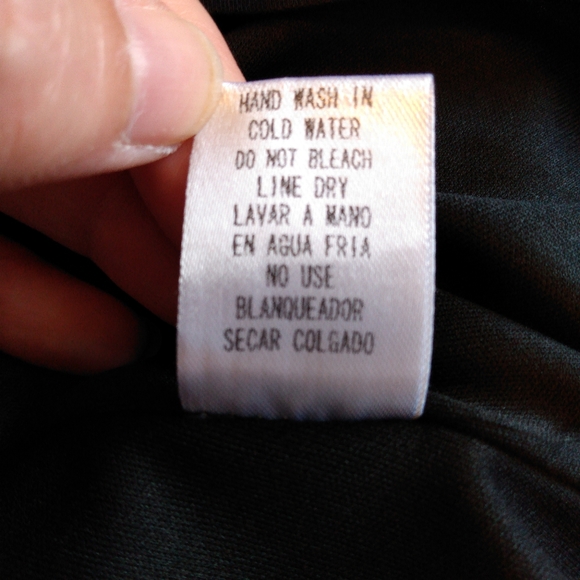 HAND WASH IN
COLD WATER
DO NOT BLEACH
LINE DRY
LAVAR A MANO
EN AGUA FRIA
NO USE
BLANQUEADOR
SECAR COLGADO